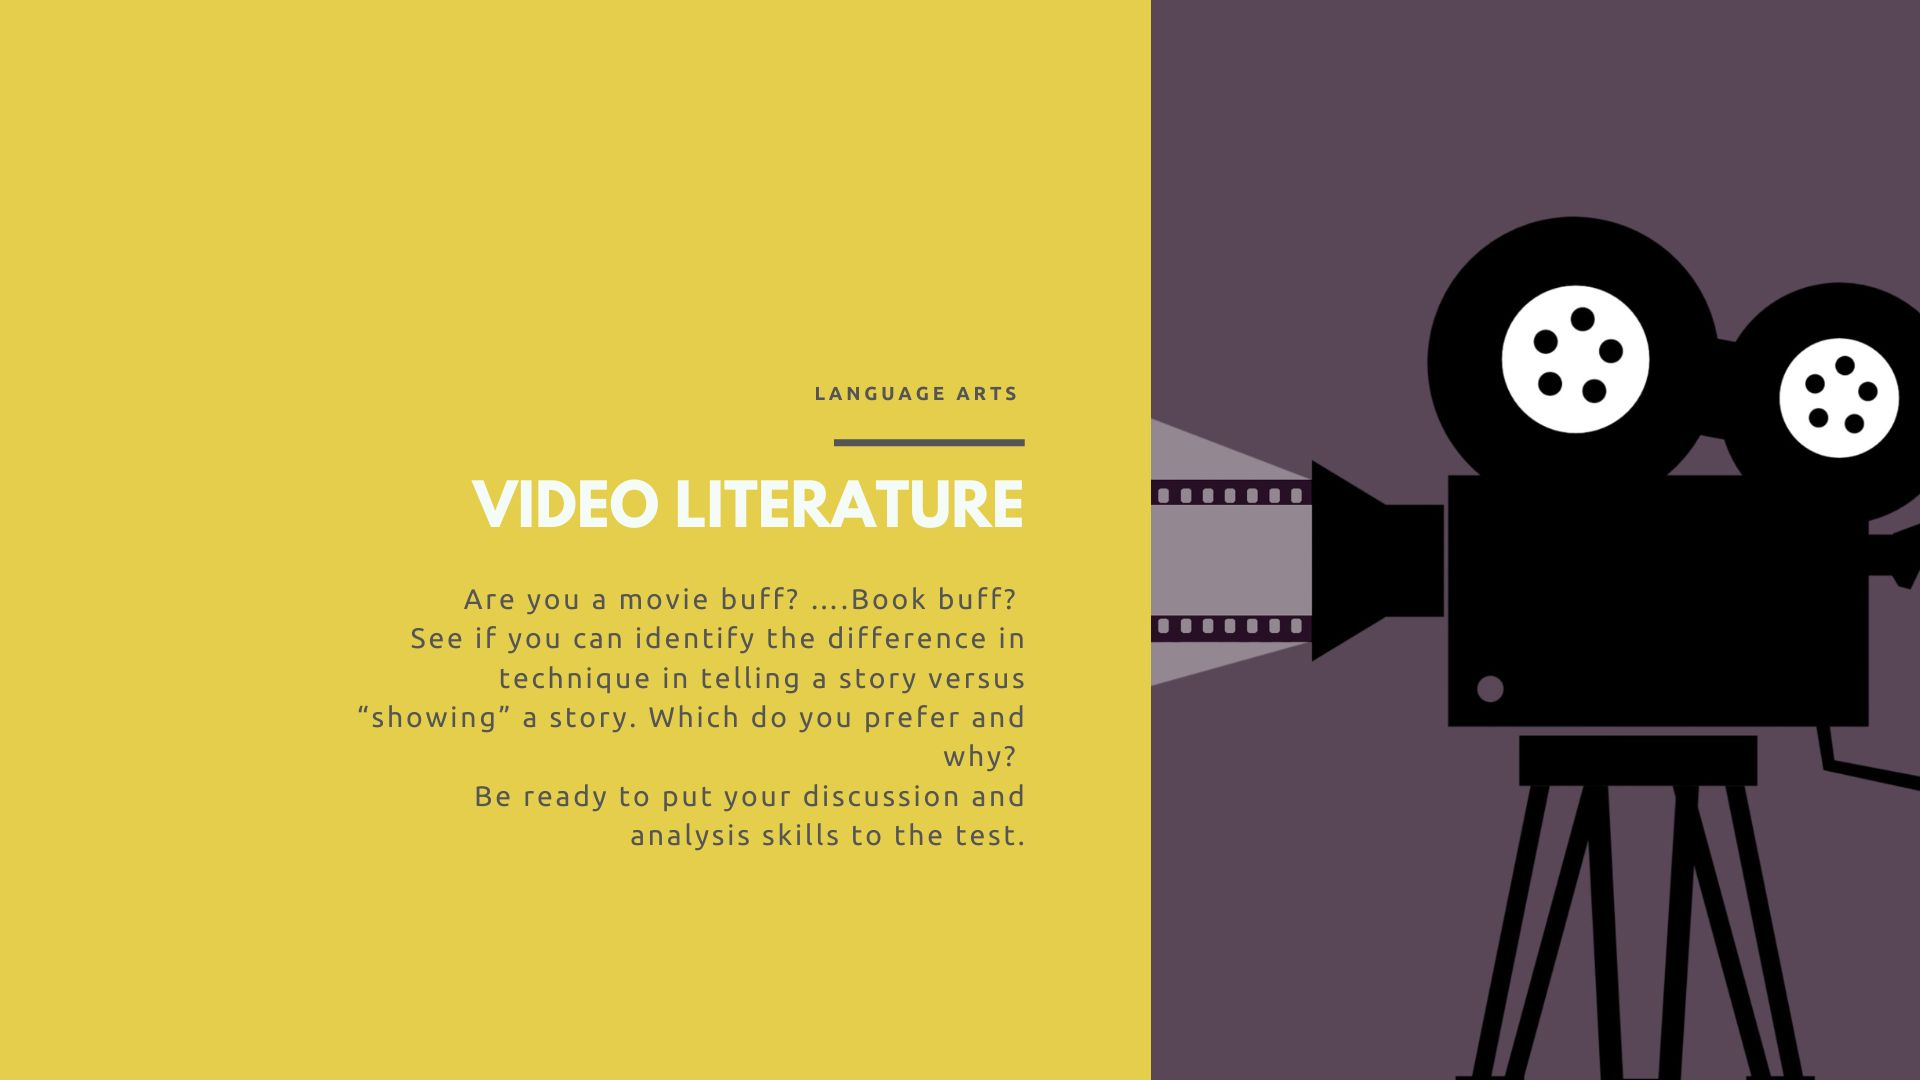 LANGUAGE ARTS
VIDEO LITERATURE
Are you a movie buff? ....Book buff?
See if you can identify the difference in
technique in telling a story versus
“showing” a story. Which do you prefer and
why?
Be ready to put your discussion and
analysis skills to the test.